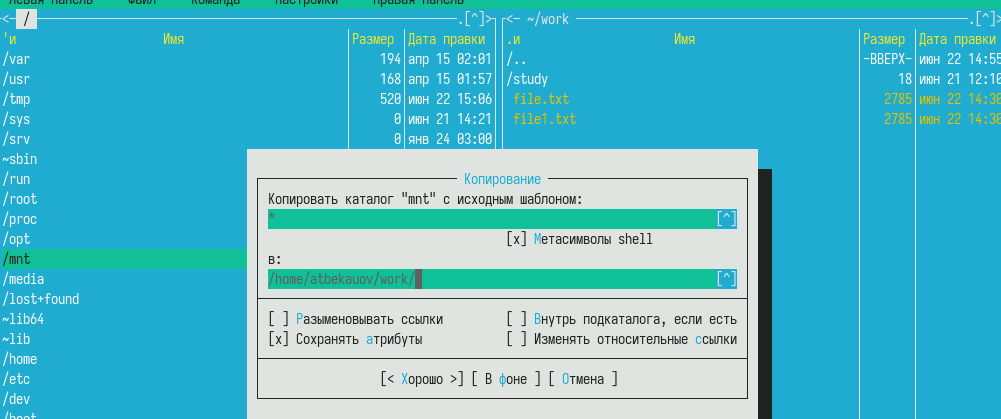 Левая панель Файл Команда Настройки Правая панель
<─ / .[^]> <─ ~/work .[^]>
'и Имя Размер Дата правки .и Имя Размер Дата правки
/var 194 апр 15 02:01 /.. -ВВЕРХ- июн 22 14:55
/usr 168 апр 15 01:57 /study 18 июн 21 12:10
/tmp 520 июн 22 15:06 file.txt 2785 июн 22 14:30
/sys 0 июн 21 14:21 file1.txt 2785 июн 22 14:30
/srv 0 янв 24 03:00
~sbin
/run Копирование
/root Копировать каталог "mnt" с исходным шаблоном:
/proc * [^]
/opt [x] Метасимволы shell
/mnt в:
/media /home/atbekauov/work/ [^]
/lost+found
~lib64 [ ] Разыменовывать ссылки [ ] Внутрь подкаталога, если есть
~lib [x] Сохранять атрибуты [ ] Изменять относительные ссылки
/home
/etc [< Хорошо >] [ В фоне ] [ Отмена ]
/dev
/boot